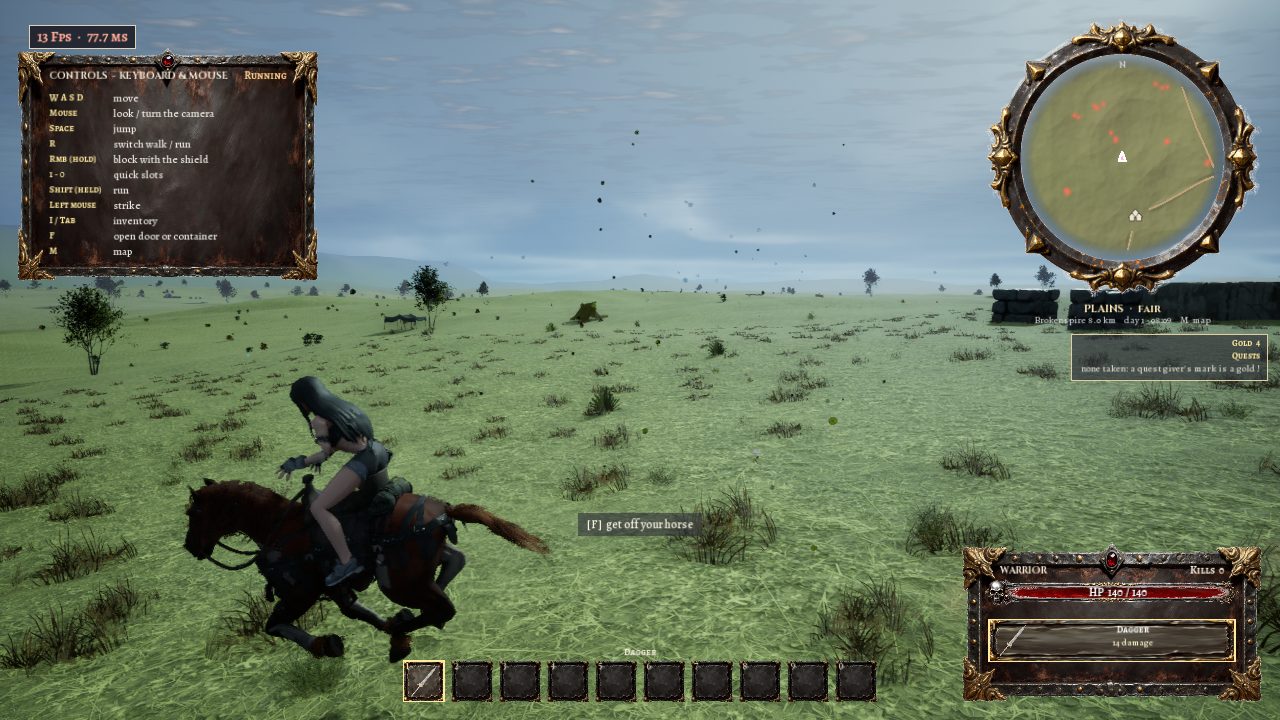 13 FPS · 77.7 MS
CONTROLS - KEYBOARD & MOUSE RUNNING
W A S D move
MOUSE look / turn the camera
SPACE jump
R switch walk / run
RMB (HOLD) block with the shield
1 - 0 quick slots
SHIFT (HELD) run
LEFT MOUSE strike
I / TAB inventory
F open door or container
M map
N
PLAINS · FAIR
Brokenspire 8.0 km day 1 · 08:09 M map
GOLD 4
QUESTS
none taken: a quest giver's mark is a gold !
[F] get off your horse
WARRIOR KILLS 0
HP 140 / 140
DAGGER
14 damage
DAGGER